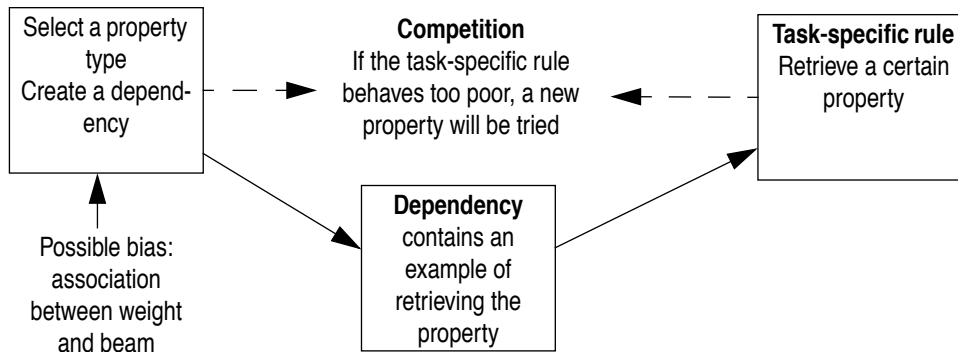 Select a property
type
Create a depend-
ency
Competition
If the task-specific rule
behaves too poor, a new
property will be tried
Task-specific rule
Retrieve a certain
property
Dependency
contains an
example of
retrieving the
property
Possible bias:
association
between weight
and beam